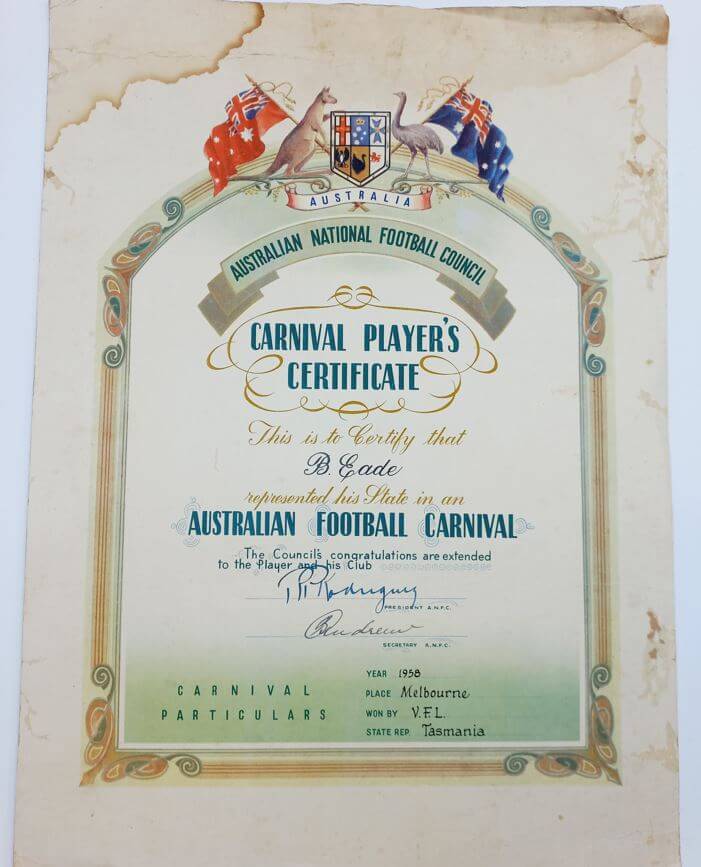 AUSTRALIA
AUSTRALIAN NATIONAL FOOTBALL COUNCIL
CARNIVAL PLAYER'S
CERTIFICATE
This is to Certify that
B. Eade
represented his State in an
AUSTRALIAN FOOTBALL CARNIVAL
The Council's congratulations are extended
to the Player and his Club
PRESIDENT A.N.F.C.
SECRETARY A.N.F.C.
CARNIVAL
PARTICULARS
YEAR 1958
PLACE Melbourne
WON BY V.F.L.
STATE REP. Tasmania